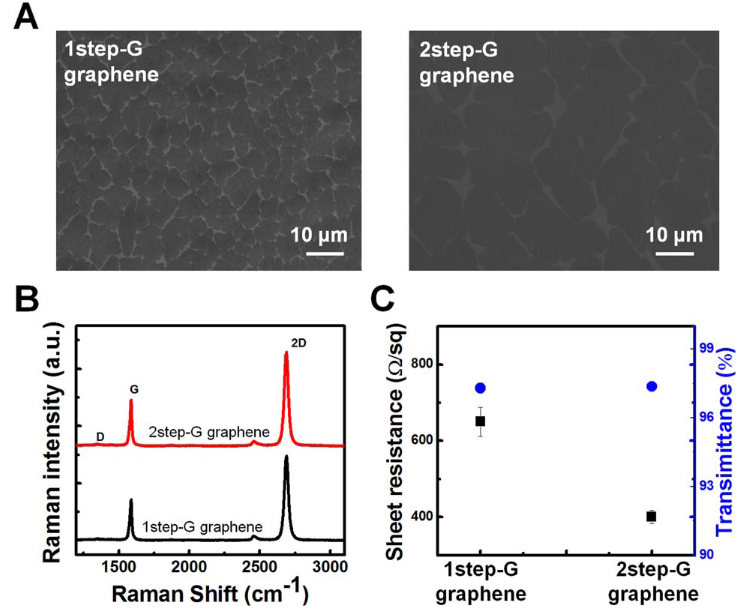 A
1step-G
graphene
10 μm
2step-G
graphene
10 μm
B
Raman intensity (a.u.)
D
G
2D
2step-G graphene
1step-G graphene
1500
2000
2500
3000
Raman Shift (cm-1)
C
Sheet resistance (Ω/sq)
800
600
400
99
96
93
90
Transimittance (%)
1step-G
graphene
2step-G
graphene